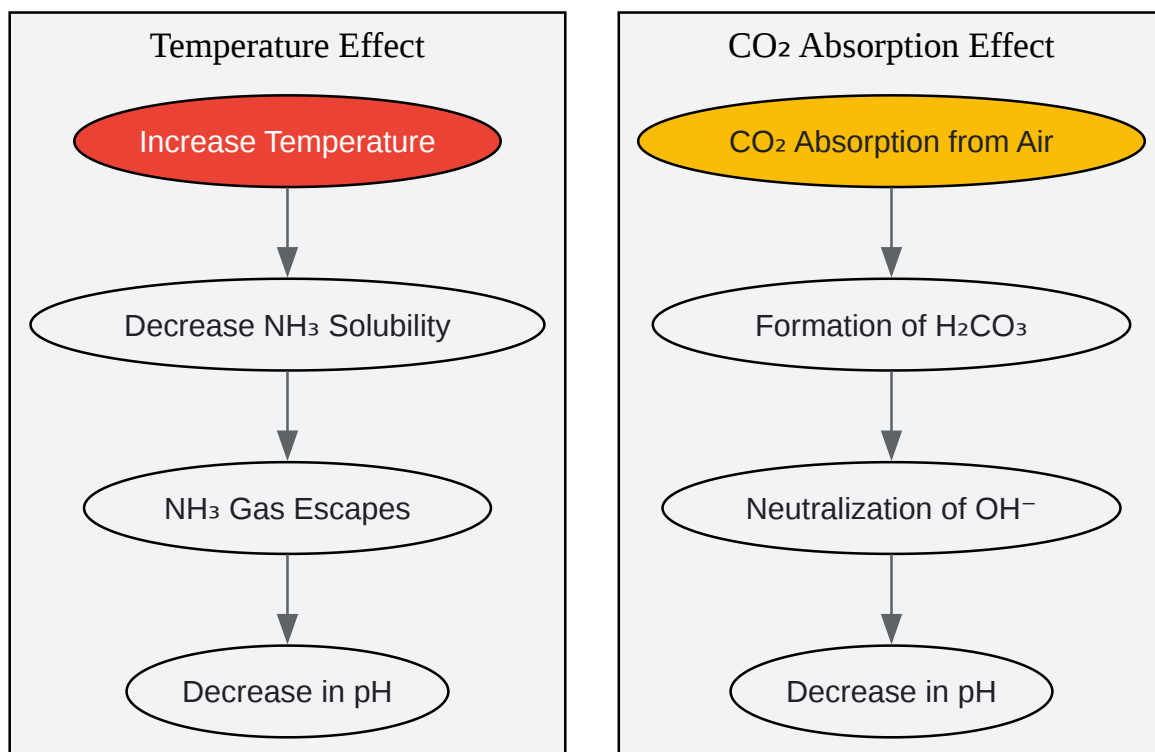 Temperature Effect
Increase Temperature
Decrease NH₃ Solubility
NH₃ Gas Escapes
Decrease in pH
CO₂ Absorption Effect
CO₂ Absorption from Air
Formation of H₂CO₃
Neutralization of OH⁻
Decrease in pH